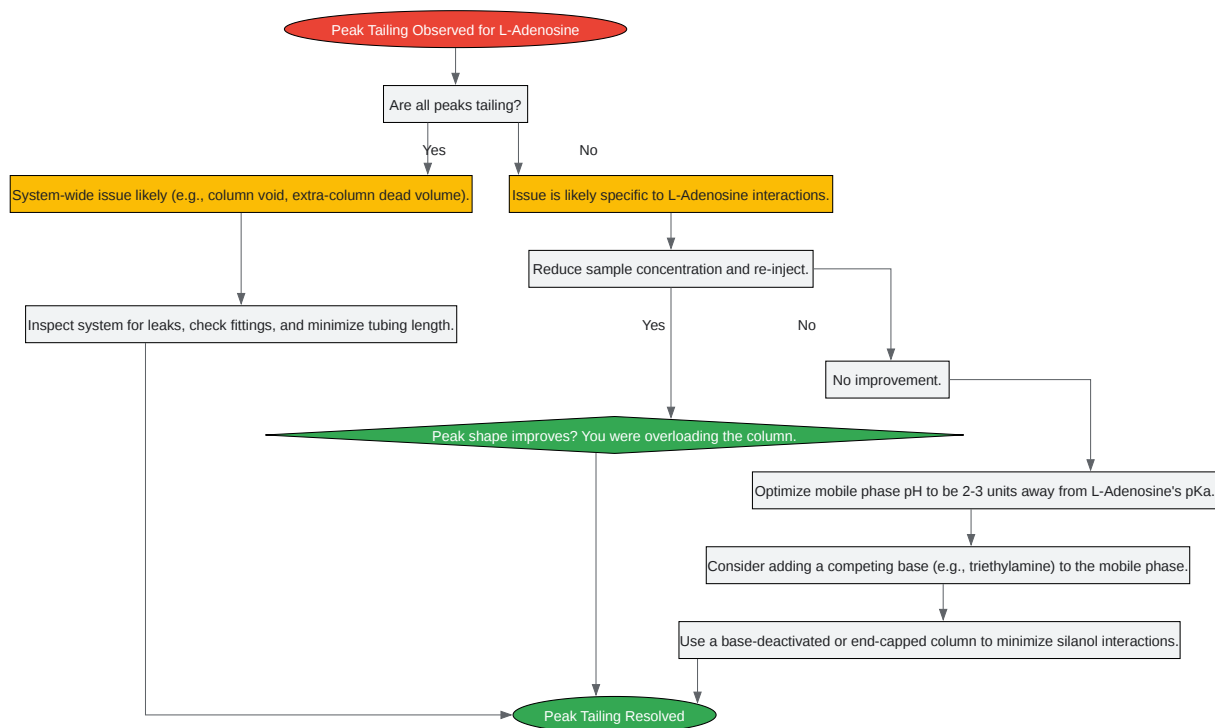 Peak Tailing Observed for L-Adenosine
Are all peaks tailing?
Yes
No
System-wide issue likely (e.g., column void, extra-column dead volume).
Issue is likely specific to L-Adenosine interactions.
Reduce sample concentration and re-inject.
Inspect system for leaks, check fittings, and minimize tubing length.
Yes
No
No improvement.
Peak shape improves? You were overloading the column.
Optimize mobile phase pH to be 2-3 units away from L-Adenosine's pKa.
Consider adding a competing base (e.g., triethylamine) to the mobile phase.
Use a base-deactivated or end-capped column to minimize silanol interactions.
Peak Tailing Resolved